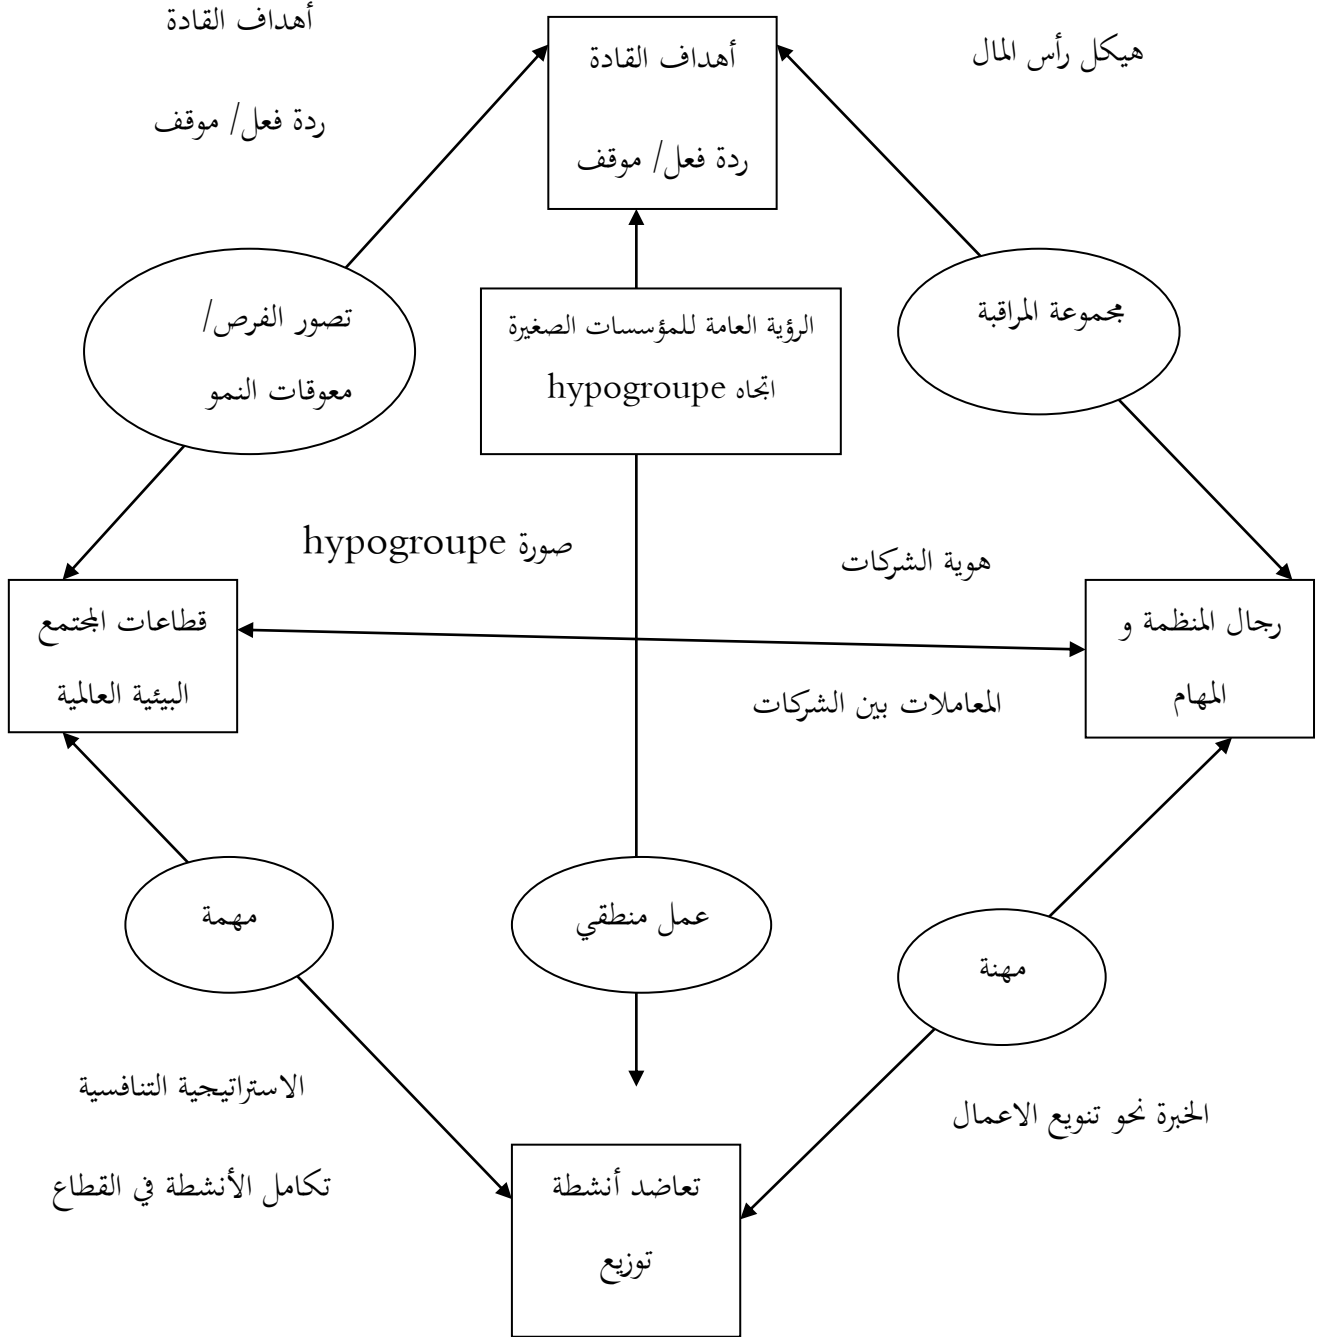 أهداف القادة
ردة فعل/ موقف
أهداف القادة
ردة فعل/ موقف
هيكل رأس المال
تصور الفرص/
معوقات النمو
الرؤية العامة للمؤسسات الصغيرة
اتجاه hypogroupe
مجموعة المراقبة
صورة hypogroupe
هوية الشركات
قطاعات المجتمع
البيئية العالمية
رجال المنظمة و
المهام
المعاملات بين الشركات
مهمة
عمل منطقي
مهنة
الاستراتيجية التنافسية
تكامل الأنشطة في القطاع
الخبرة نحو تنويع الاعمال
تعاضد أنشطة
توزيع